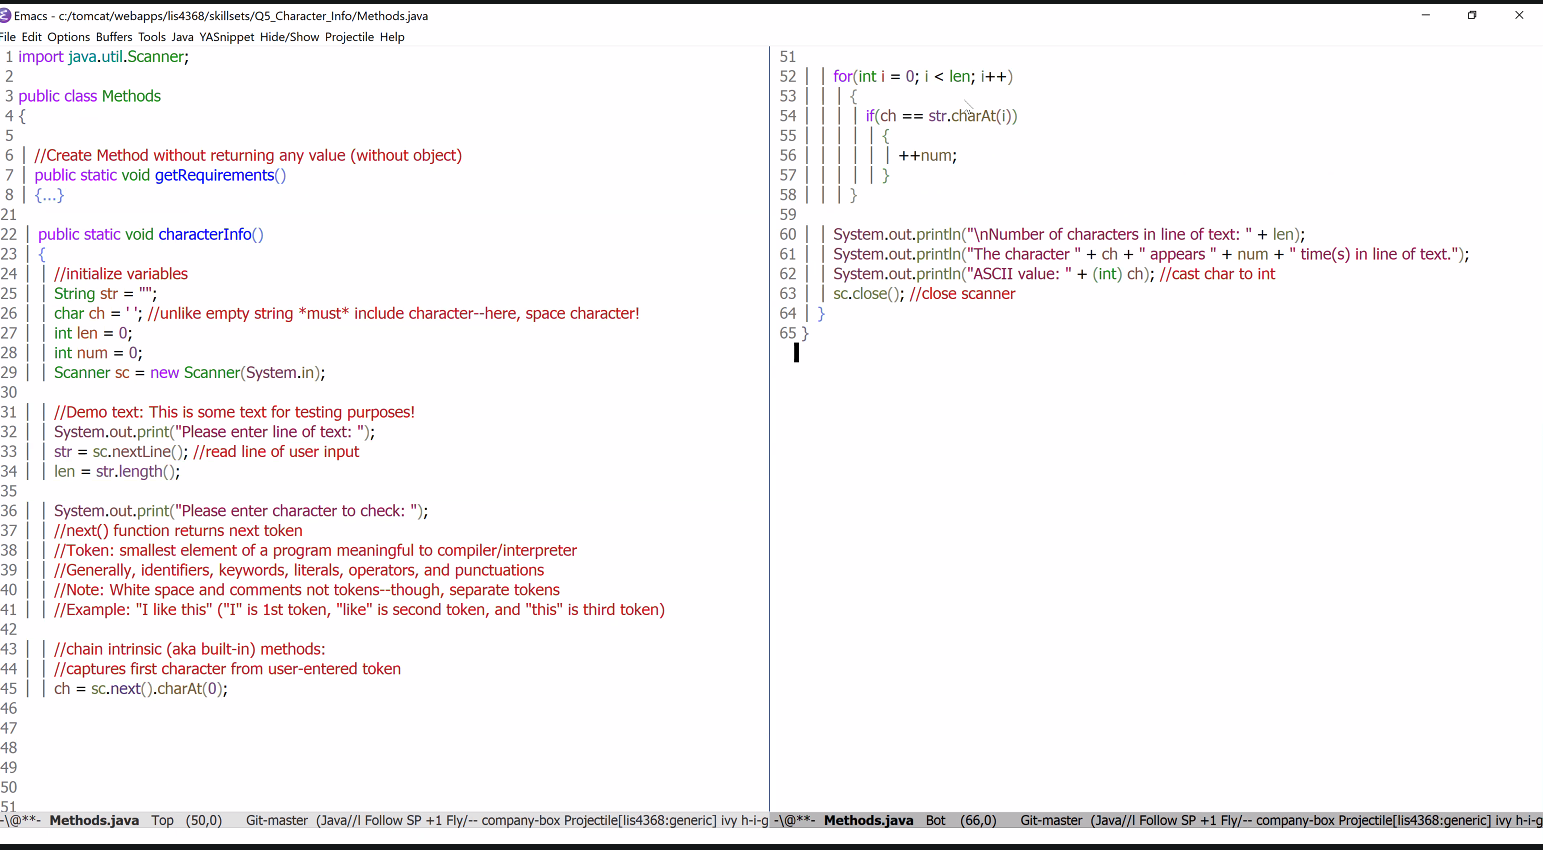 Emacs - c:/tomcat/webapps/lis4368/skillsets/Q5_Character_Info/Methods.java
File Edit Options Buffers Tools Java YASnippet Hide/Show Projectile Help
1 import java.util.Scanner;
2
3 public class Methods
4 {
5
6 | //Create Method without returning any value (without object)
7 | public static void getRequirements()
8 | {...}
21
22 | public static void characterInfo()
23 | {
24 | | //initialize variables
25 | | String str = "";
26 | | char ch = ' '; //unlike empty string *must* include character--here, space character!
27 | | int len = 0;
28 | | int num = 0;
29 | | Scanner sc = new Scanner(System.in);
30
31 | | //Demo text: This is some text for testing purposes!
32 | | System.out.print("Please enter line of text: ");
33 | | str = sc.nextLine(); //read line of user input
34 | | len = str.length();
35
36 | | System.out.print("Please enter character to check: ");
37 | | //next() function returns next token
38 | | //Token: smallest element of a program meaningful to compiler/interpreter
39 | | //Generally, identifiers, keywords, literals, operators, and punctuations
40 | | //Note: White space and comments not tokens--though, separate tokens
41 | | //Example: "I like this" ("I" is 1st token, "like" is second token, and "this" is third token)
42
43 | | //chain intrinsic (aka built-in) methods:
44 | | //captures first character from user-entered token
45 | | ch = sc.next().charAt(0);
46
47
48
49
50
51
-\@**- Methods.java Top (50,0) Git-master (Java//l Follow SP +1 Fly/-- company-box Projectile[lis4368:generic] ivy h-i-g
51
52 | | for(int i = 0; i < len; i++)
53 | | | {
54 | | | | if(ch == str.charAt(i))
55 | | | | | {
56 | | | | | | ++num;
57 | | | | | }
58 | | | }
59
60 | | System.out.println("\nNumber of characters in line of text: " + len);
61 | | System.out.println("The character " + ch + " appears " + num + " time(s) in line of text.");
62 | | System.out.println("ASCII value: " + (int) ch); //cast char to int
63 | | sc.close(); //close scanner
64 | }
65 }
-\@**- Methods.java Bot (66,0) Git-master (Java//l Follow SP +1 Fly/-- company-box Projectile[lis4368:generic] ivy h-i-g